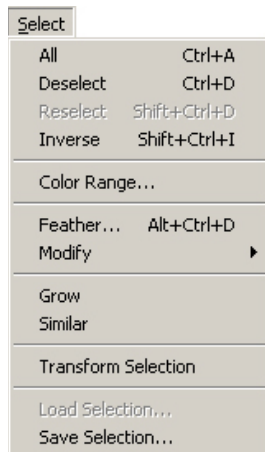 Select
All Ctrl+A
Deselect Ctrl+D
Reselect Shift+Ctrl+D
Inverse Shift+Ctrl+I
Color Range...
Feather... Alt+Ctrl+D
Modify
Grow
Similar
Transform Selection
Load Selection...
Save Selection...